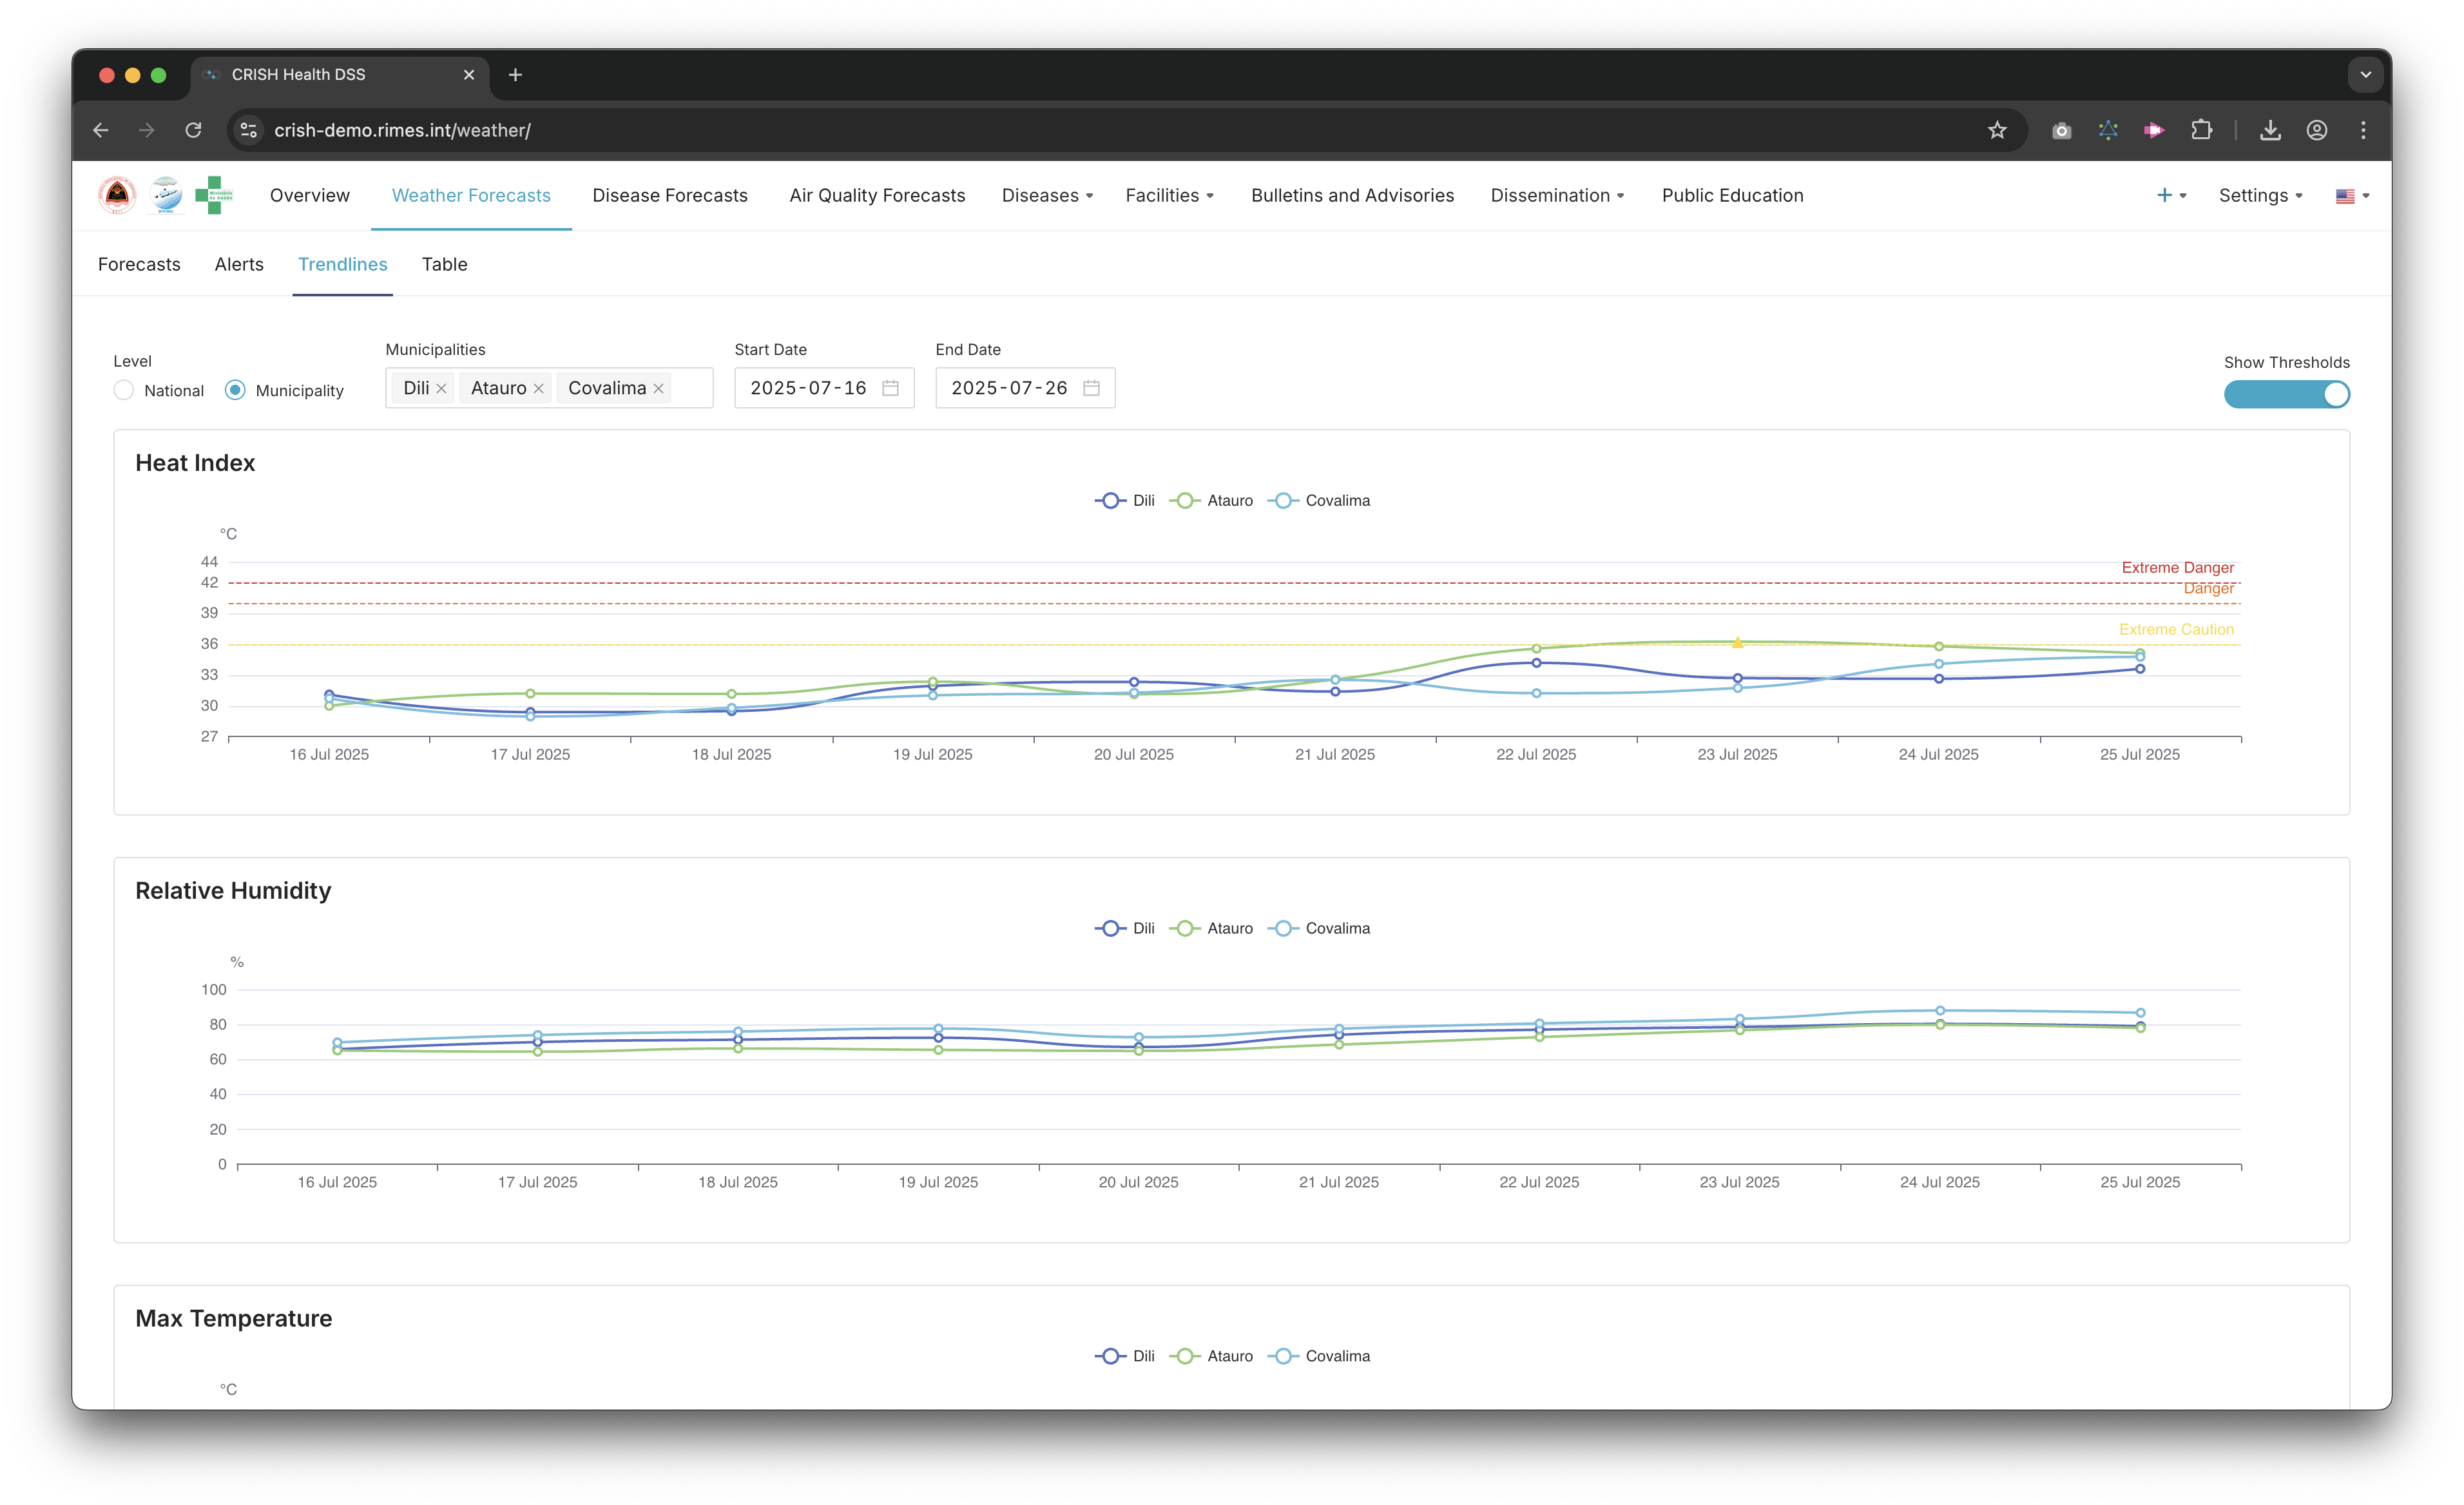 CRISH Health DSS
crish-demo.rimes.int/weather/
Overview Weather Forecasts Disease Forecasts Air Quality Forecasts Diseases Facilities Bulletins and Advisories Dissemination Public Education Settings
Forecasts Alerts Trendlines Table
Level
National Municipality
Municipalities
Dili Atauro Covalima
Start Date
2025-07-16
End Date
2025-07-26
Show Thresholds
Heat Index
Dili Atauro Covalima
°C
44
42
39
36
33
30
27
Extreme Danger
Danger
Extreme Caution
16 Jul 2025 17 Jul 2025 18 Jul 2025 19 Jul 2025 20 Jul 2025 21 Jul 2025 22 Jul 2025 23 Jul 2025 24 Jul 2025 25 Jul 2025
Relative Humidity
Dili Atauro Covalima
%
100
80
60
40
20
0
16 Jul 2025 17 Jul 2025 18 Jul 2025 19 Jul 2025 20 Jul 2025 21 Jul 2025 22 Jul 2025 23 Jul 2025 24 Jul 2025 25 Jul 2025
Max Temperature
Dili Atauro Covalima
°C